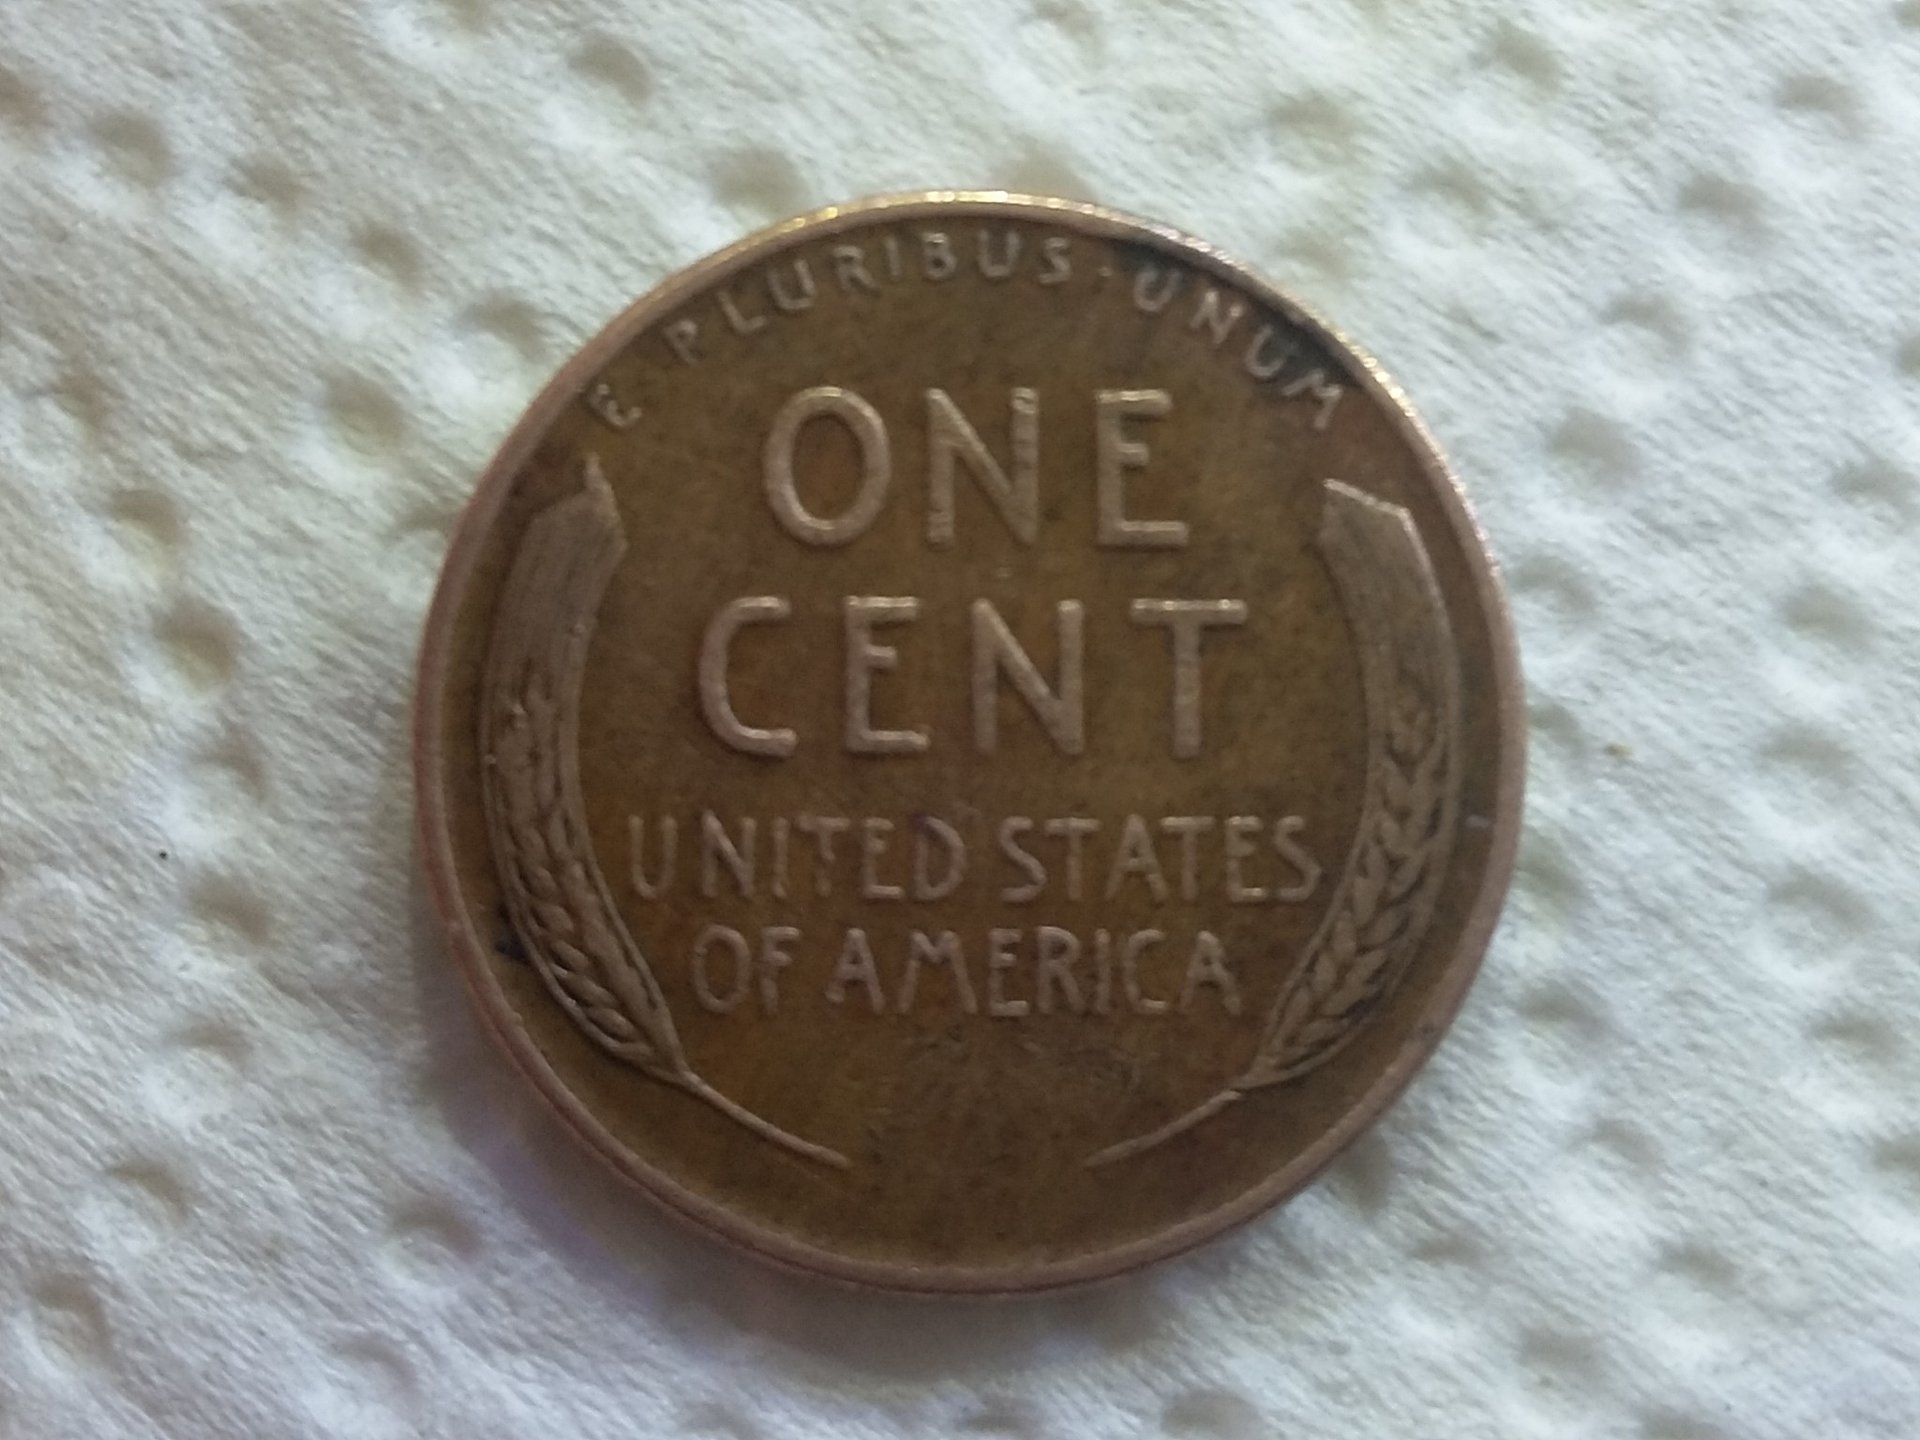 E·PLURIBUS·UNUM
ONE
CENT
UNITED STATES
OF AMERICA